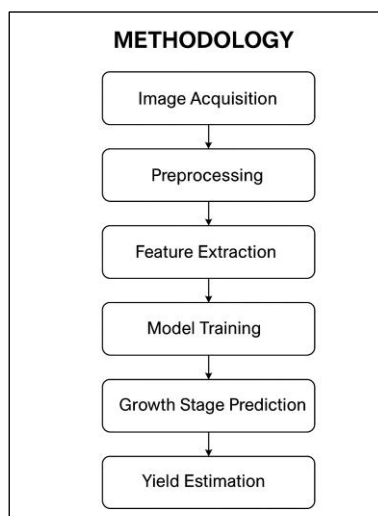 METHODOLOGY
Image Acquisition
Preprocessing
Feature Extraction
Model Training
Growth Stage Prediction
Yield Estimation